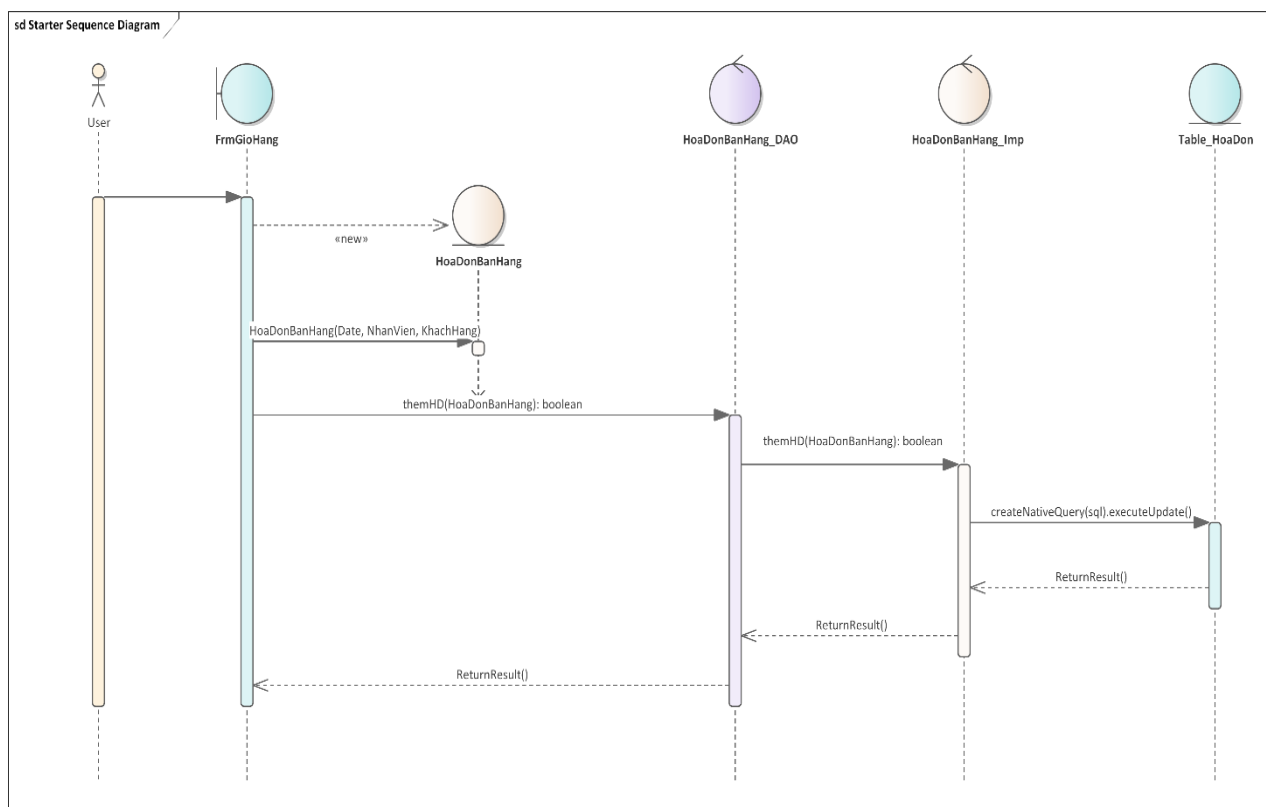 sd Starter Sequence Diagram
User
FrmGioHang
HoaDonBanHang_DAO
HoaDonBanHang_Imp
Table_HoaDon
«new»
HoaDonBanHang
HoaDonBanHang(Date, NhanVien, KhachHang)
themHD(HoaDonBanHang): boolean
themHD(HoaDonBanHang): boolean
createNativeQuery(sql).executeUpdate()
ReturnResult()
ReturnResult()
ReturnResult()